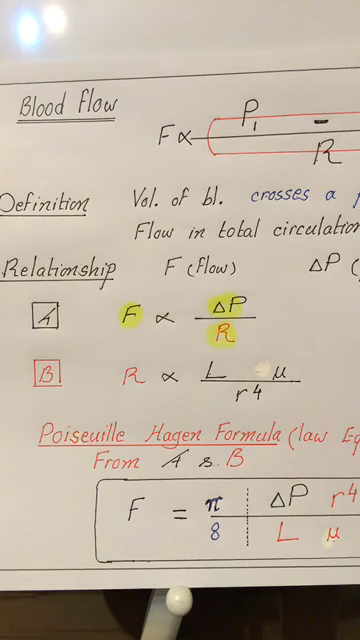 Blood Flow
P1 -
F ∝
R
Definition Vol. of bl. crosses a
Flow in total circulation
Relationship F (flow) ΔP (
A F ∝ ΔP / R
B R ∝ L μ / r⁴
Poiseuille Hagen Formula (law Eq
From A & B
F = π/8 ΔP r⁴ / L μ